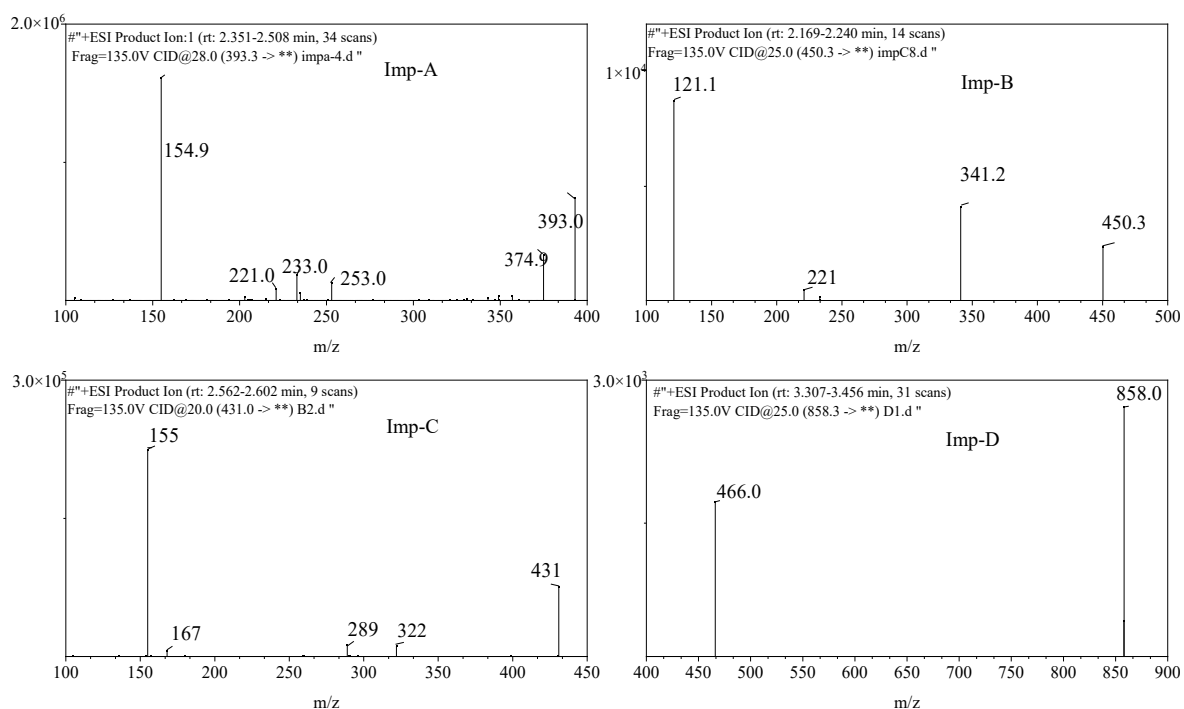 2.0×10⁶
#"+ESI Product Ion:1 (rt: 2.351-2.508 min, 34 scans)
Frag=135.0V CID@28.0 (393.3 -> **) impa-4.d "
Imp-A
154.9
221.0
233.0
253.0
374.9
393.0
100 150 200 250 300 350 400
m/z
#"+ESI Product Ion (rt: 2.169-2.240 min, 14 scans)
Frag=135.0V CID@25.0 (450.3 -> **) impC8.d "
1×10⁴
Imp-B
121.1
221
341.2
450.3
100 150 200 250 300 350 400 450 500
m/z
3.0×10⁵
#"+ESI Product Ion (rt: 2.562-2.602 min, 9 scans)
Frag=135.0V CID@20.0 (431.0 -> **) B2.d "
Imp-C
155
167
289
322
431
100 150 200 250 300 350 400 450
m/z
3.0×10³
#"+ESI Product Ion (rt: 3.307-3.456 min, 31 scans)
Frag=135.0V CID@25.0 (858.3 -> **) D1.d "
858.0
Imp-D
466.0
400 450 500 550 600 650 700 750 800 850 900
m/z